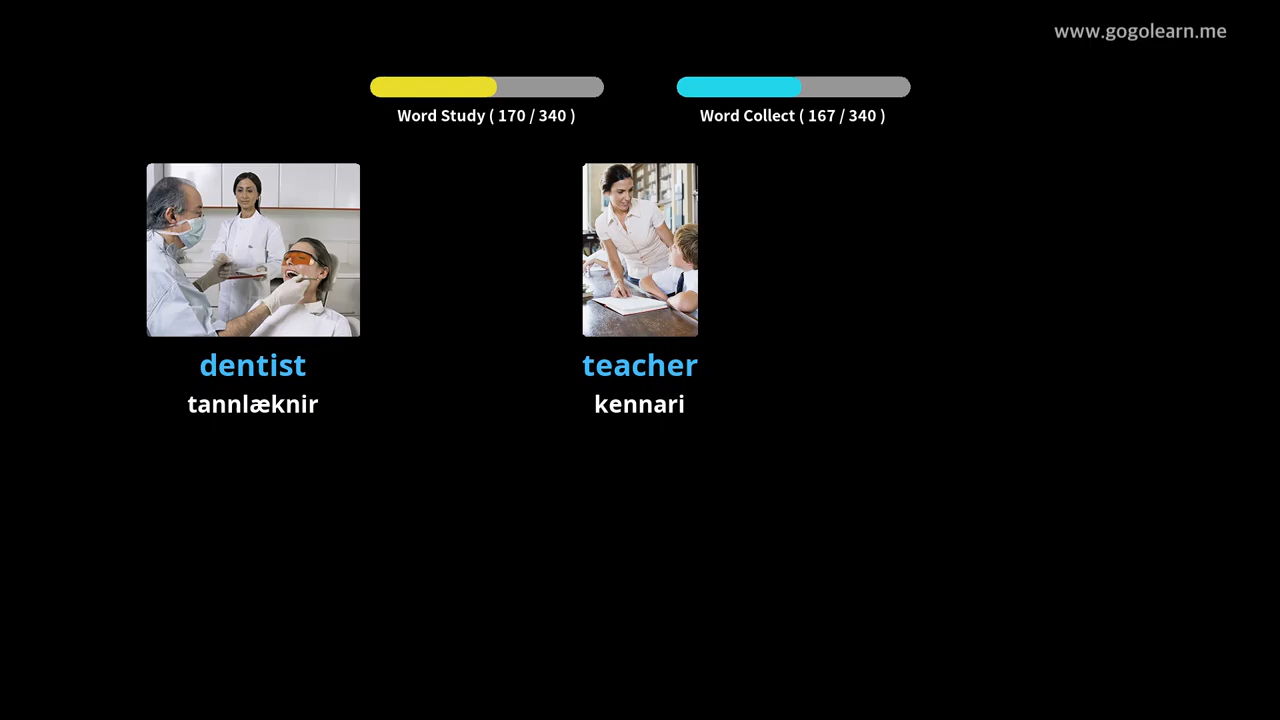 www.gogolearn.me
Word Study ( 170 / 340 )
Word Collect ( 167 / 340 )
dentist
tannlæknir
teacher
kennari